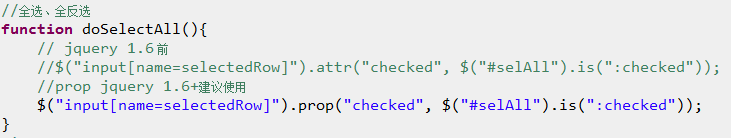 //全选、全反选
function doSelectAll(){
    // jquery 1.6前
    //$("input[name=selectedRow]").attr("checked", $("#selAll").is(":checked"));
    //prop jquery 1.6+建议使用
    $("input[name=selectedRow]").prop("checked", $("#selAll").is(":checked"));
}